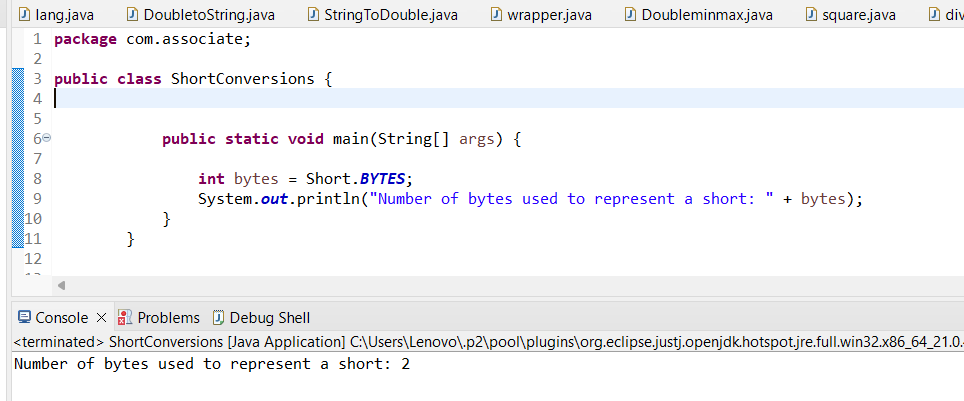 lang.java DoubletoString.java StringToDouble.java wrapper.java Doubleminmax.java square.java div
1 package com.associate;
2
3 public class ShortConversions {
4
5
6 public static void main(String[] args) {
7
8 int bytes = Short.BYTES;
9 System.out.println("Number of bytes used to represent a short: " + bytes);
10 }
11 }
12
Console Problems Debug Shell
<terminated> ShortConversions [Java Application] C:\Users\Lenovo\.p2\pool\plugins\org.eclipse.justj.openjdk.hotspot.jre.full.win32.x86_64_21.0.
Number of bytes used to represent a short: 2